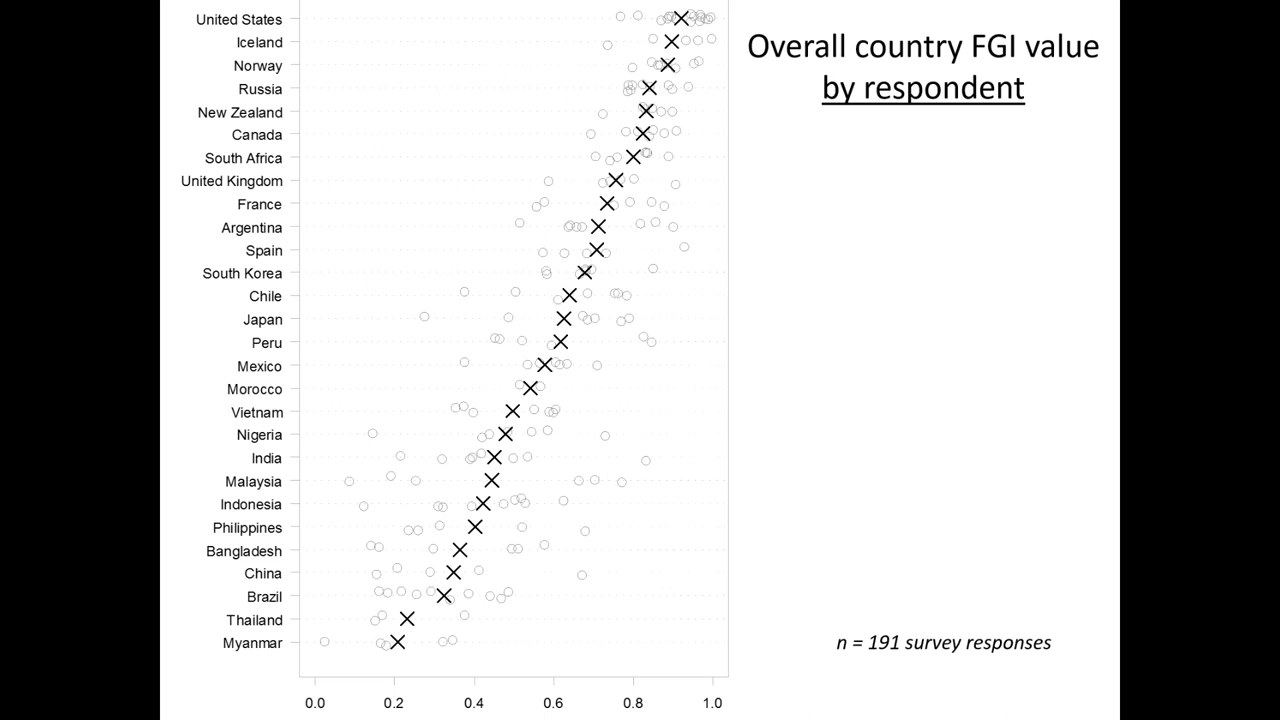 Overall country FGI value
by respondent
United States
Iceland
Norway
Russia
New Zealand
Canada
South Africa
United Kingdom
France
Argentina
Spain
South Korea
Chile
Japan
Peru
Mexico
Morocco
Vietnam
Nigeria
India
Malaysia
Indonesia
Philippines
Bangladesh
China
Brazil
Thailand
Myanmar
0.0 0.2 0.4 0.6 0.8 1.0
n = 191 survey responses